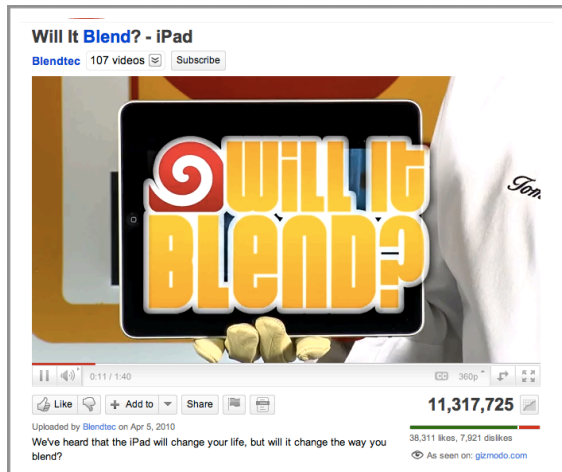 Will It Blend? - iPad
Blendtec 107 videos Subscribe
WILL IT
BLEND?
Tom
0:11 / 1:40 CC 360p
Like Add to Share 11,317,725
Uploaded by Blendtec on Apr 5, 2010
38,311 likes, 7,921 dislikes
We've heard that the iPad will change your life, but will it change the way you
blend?
As seen on: gizmodo.com